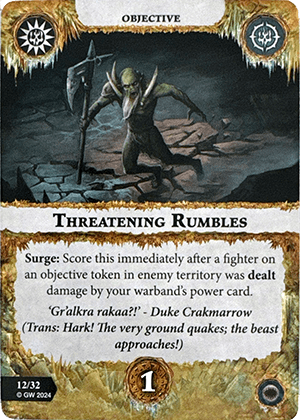 OBJECTIVE
THREATENING RUMBLES
Surge: Score this immediately after a fighter on
an objective token in enemy territory was dealt
damage by your warband's power card.
'Gr'alkra rakaa?!' - Duke Crakmarrow
(Trans: Hark! The very ground quakes; the beast
approaches!)
1
12/32
© GW 2024